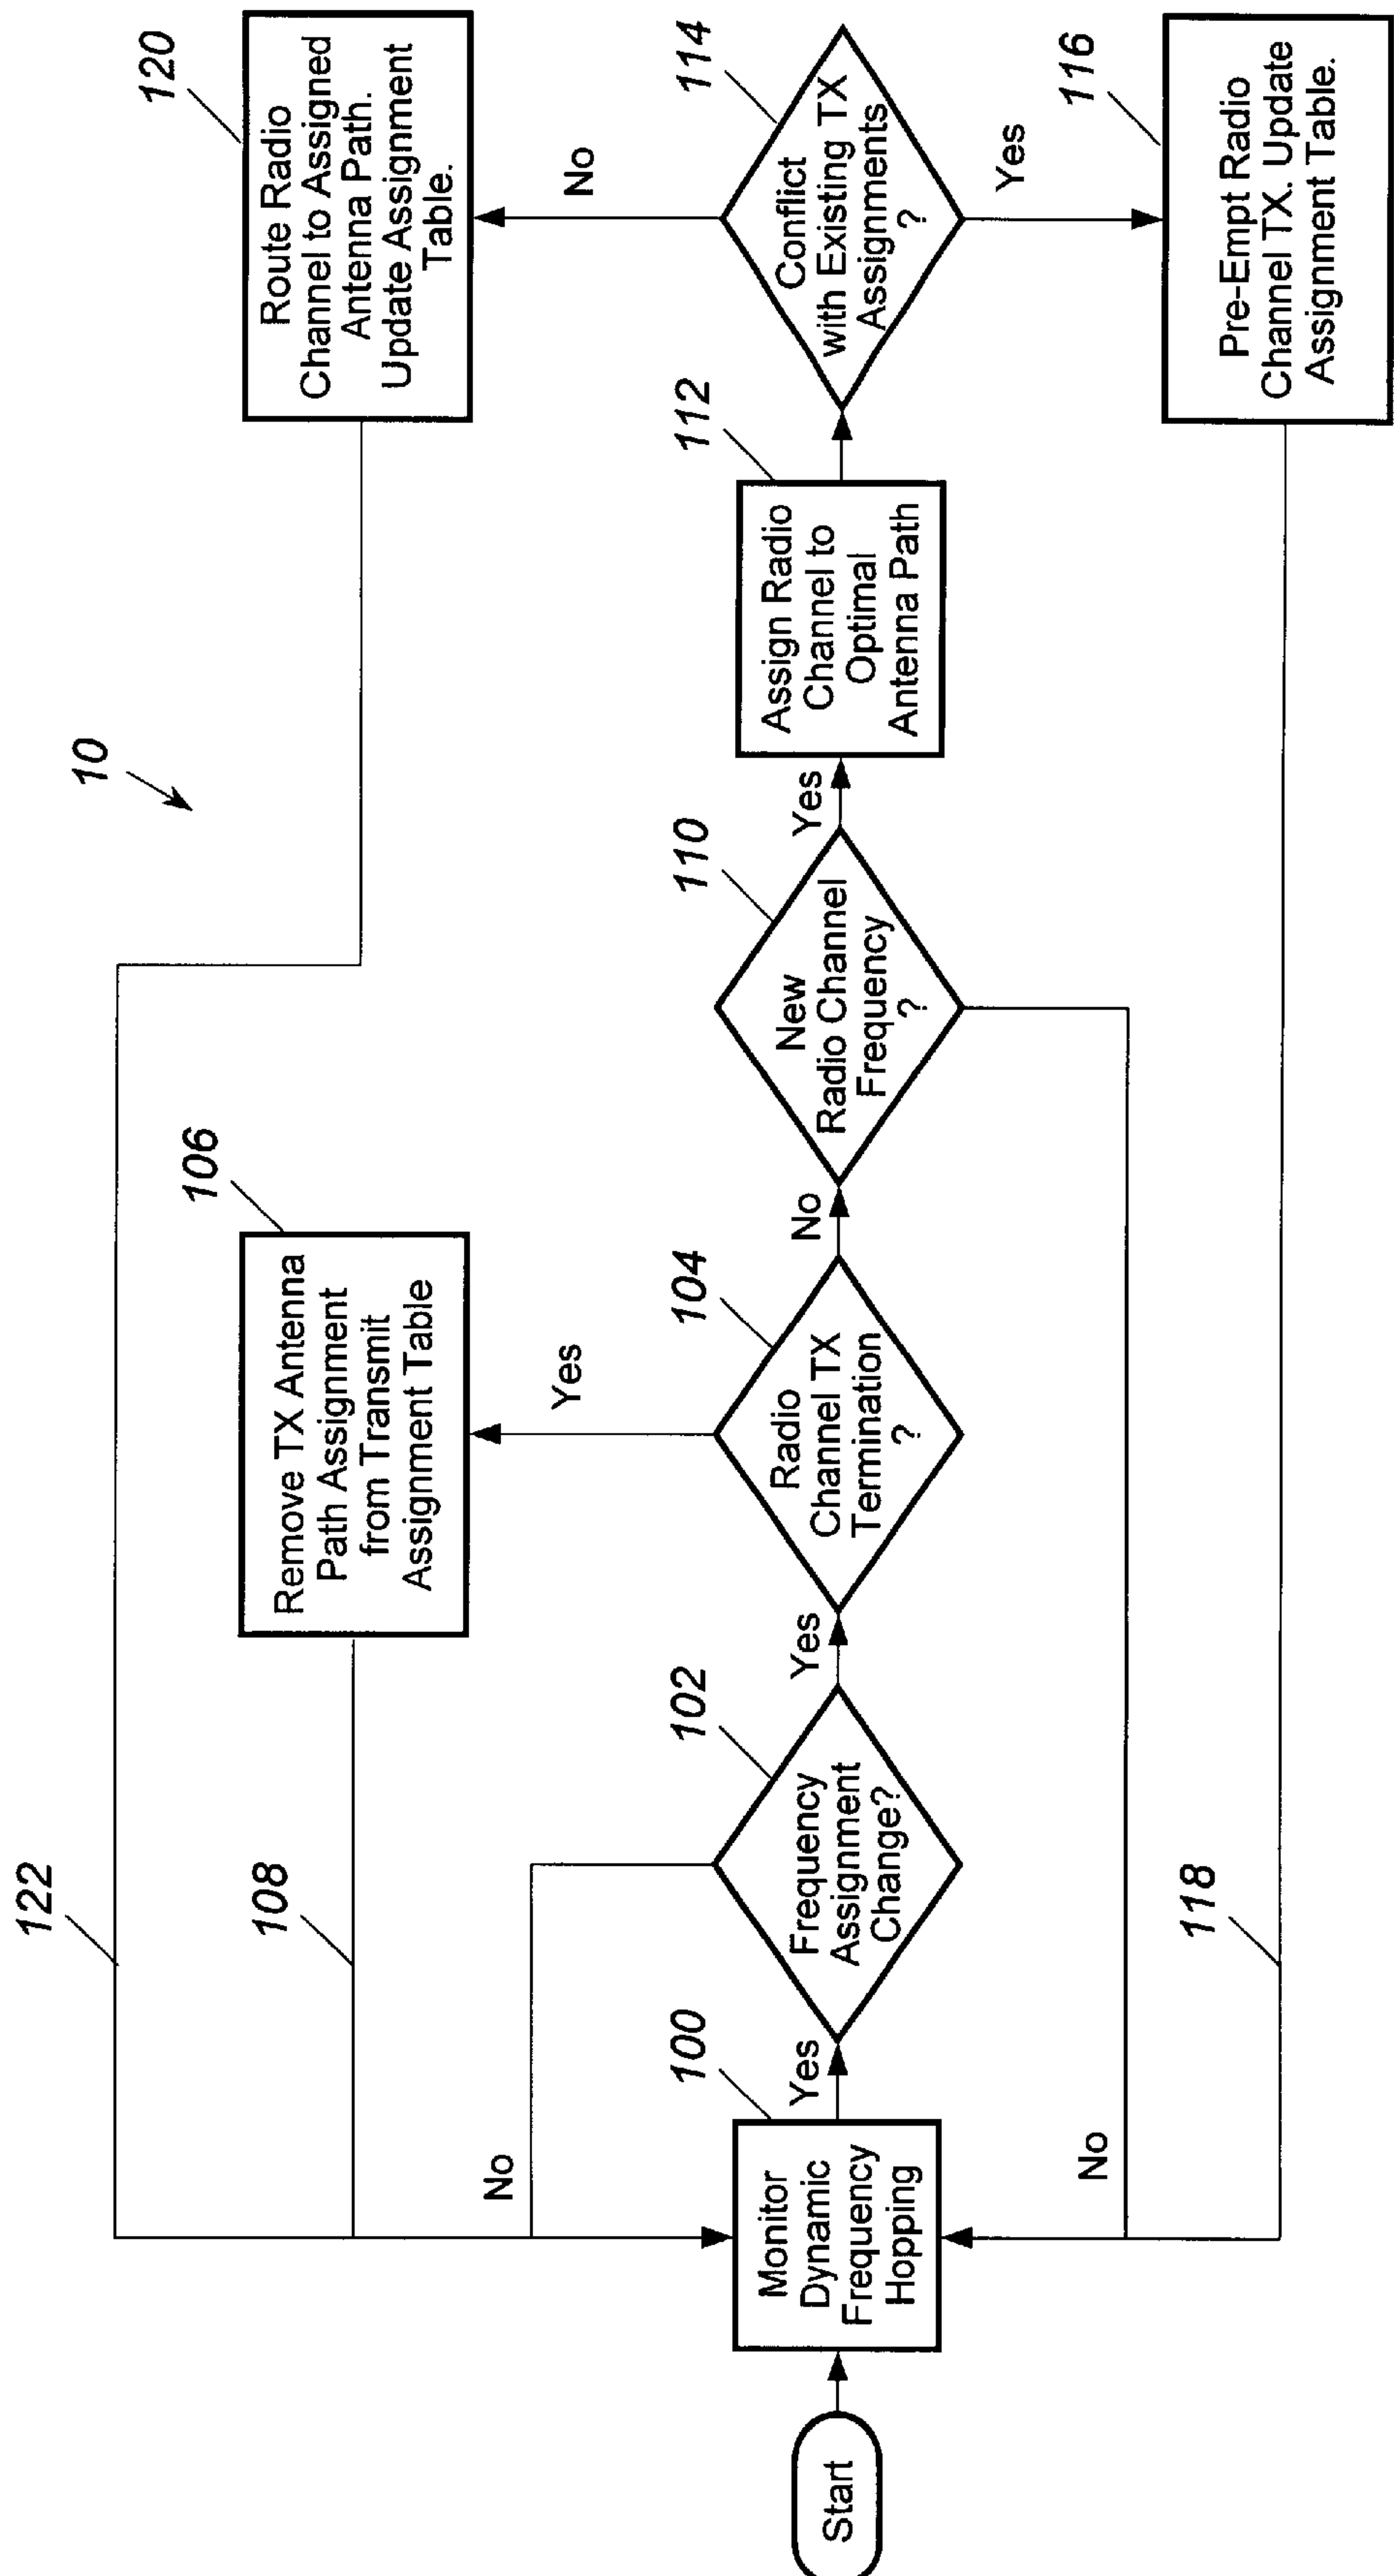 10
Start
Monitor
Dynamic
Frequency
Hopping
100
Yes
Frequency
Assignment
Change?
102
No
Yes
Radio
Channel TX
Termination
?
104
Yes
Remove TX Antenna
Path Assignment
from Transmit
Assignment Table
106
108
No
New
Radio Channel
Frequency
?
110
No
Yes
Assign Radio
Channel to
Optimal
Antenna Path
112
Conflict
with Existing TX
Assignments
?
114
Yes
Pre-Empt Radio
Channel TX. Update
Assignment Table.
116
118
No
Route Radio
Channel to Assigned
Antenna Path.
Update Assignment
Table.
120
122